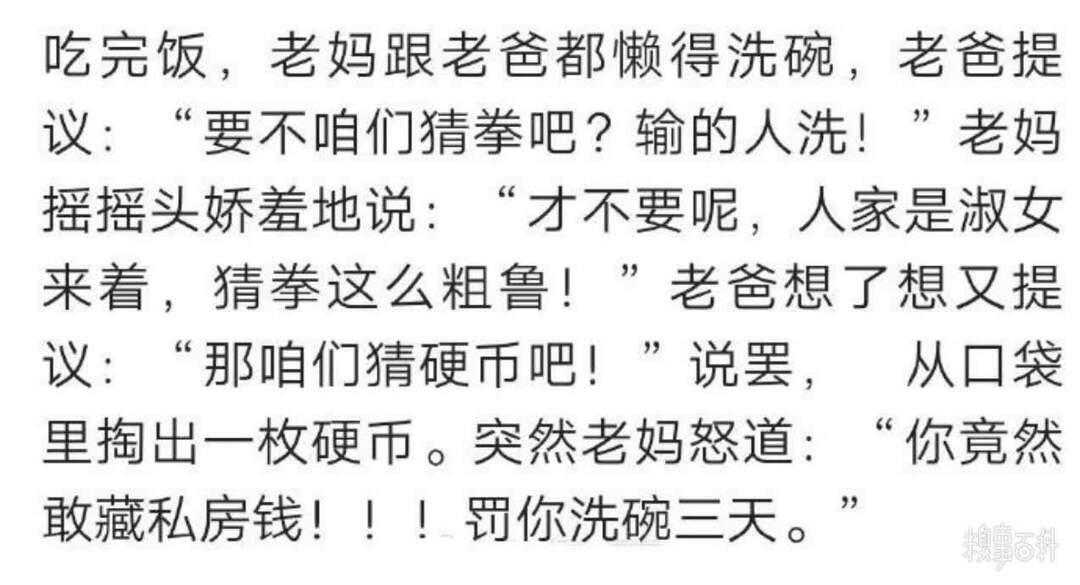 吃完饭，老妈跟老爸都懒得洗碗，老爸提
议：“要不咱们猜拳吧？输的人洗！”老妈
摇摇头娇羞地说：“才不要呢，人家是淑女
来着，猜拳这么粗鲁！”老爸想了想又提
议：“那咱们猜硬币吧！”说罢， 从口袋
里掏出一枚硬币。突然老妈怒道：“你竟然
敢藏私房钱！！！罚你洗碗三天。”
糗事百科